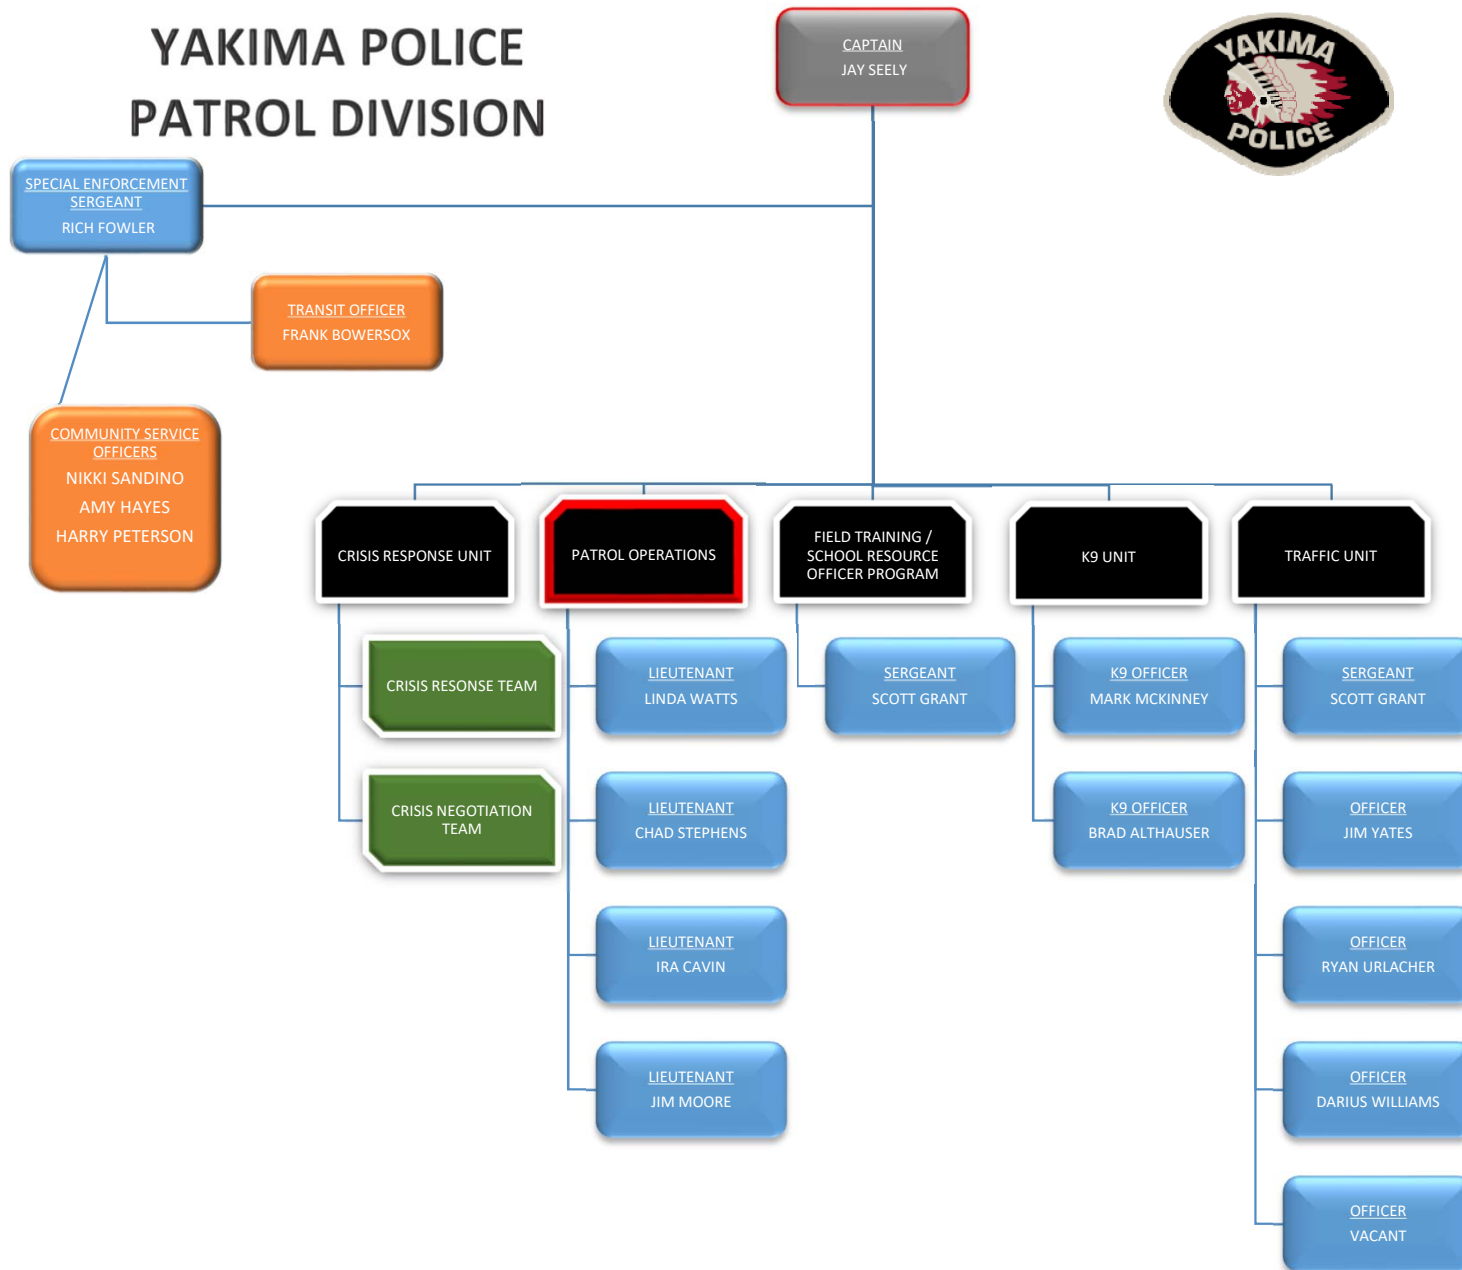 YAKIMA POLICE
PATROL DIVISION
CAPTAIN
JAY SEELY
YAKIMA
POLICE
SPECIAL ENFORCEMENT
SERGEANT
RICH FOWLER
TRANSIT OFFICER
FRANK BOWERSOX
COMMUNITY SERVICE
OFFICERS
NIKKI SANDINO
AMY HAYES
HARRY PETERSON
CRISIS RESPONSE UNIT
CRISIS RESONSE TEAM
CRISIS NEGOTIATION
TEAM
PATROL OPERATIONS
LIEUTENANT
LINDA WATTS
LIEUTENANT
CHAD STEPHENS
LIEUTENANT
IRA CAVIN
LIEUTENANT
JIM MOORE
FIELD TRAINING /
SCHOOL RESOURCE
OFFICER PROGRAM
SERGEANT
SCOTT GRANT
K9 UNIT
K9 OFFICER
MARK MCKINNEY
K9 OFFICER
BRAD ALTHAUSER
TRAFFIC UNIT
SERGEANT
SCOTT GRANT
OFFICER
JIM YATES
OFFICER
RYAN URLACHER
OFFICER
DARIUS WILLIAMS
OFFICER
VACANT